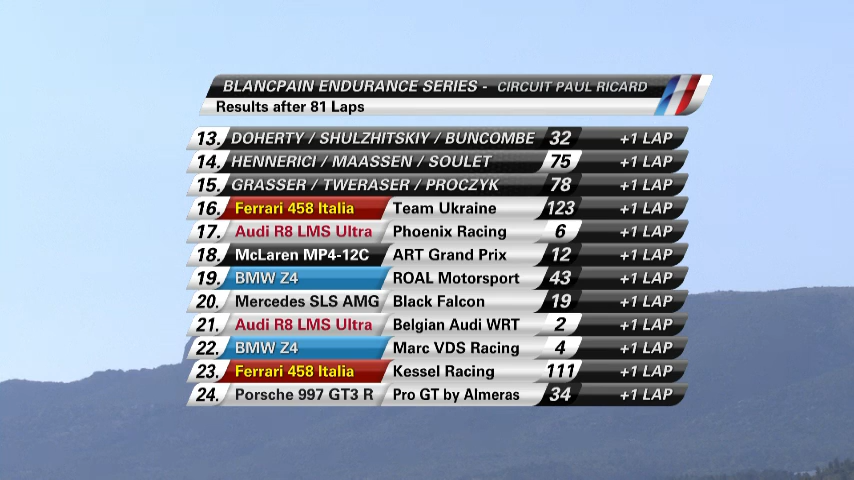 BLANCPAIN ENDURANCE SERIES - CIRCUIT PAUL RICARD
Results after 81 Laps
13. DOHERTY / SHULZHITSKIY / BUNCOMBE 32 +1 LAP
14. HENNERICI / MAASSEN / SOULET 75 +1 LAP
15. GRASSER / TWERASER / PROCZYK 78 +1 LAP
16. Ferrari 458 Italia Team Ukraine 123 +1 LAP
17. Audi R8 LMS Ultra Phoenix Racing 6 +1 LAP
18. McLaren MP4-12C ART Grand Prix 12 +1 LAP
19. BMW Z4 ROAL Motorsport 43 +1 LAP
20. Mercedes SLS AMG Black Falcon 19 +1 LAP
21. Audi R8 LMS Ultra Belgian Audi WRT 2 +1 LAP
22. BMW Z4 Marc VDS Racing 4 +1 LAP
23. Ferrari 458 Italia Kessel Racing 111 +1 LAP
24. Porsche 997 GT3 R Pro GT by Almeras 34 +1 LAP